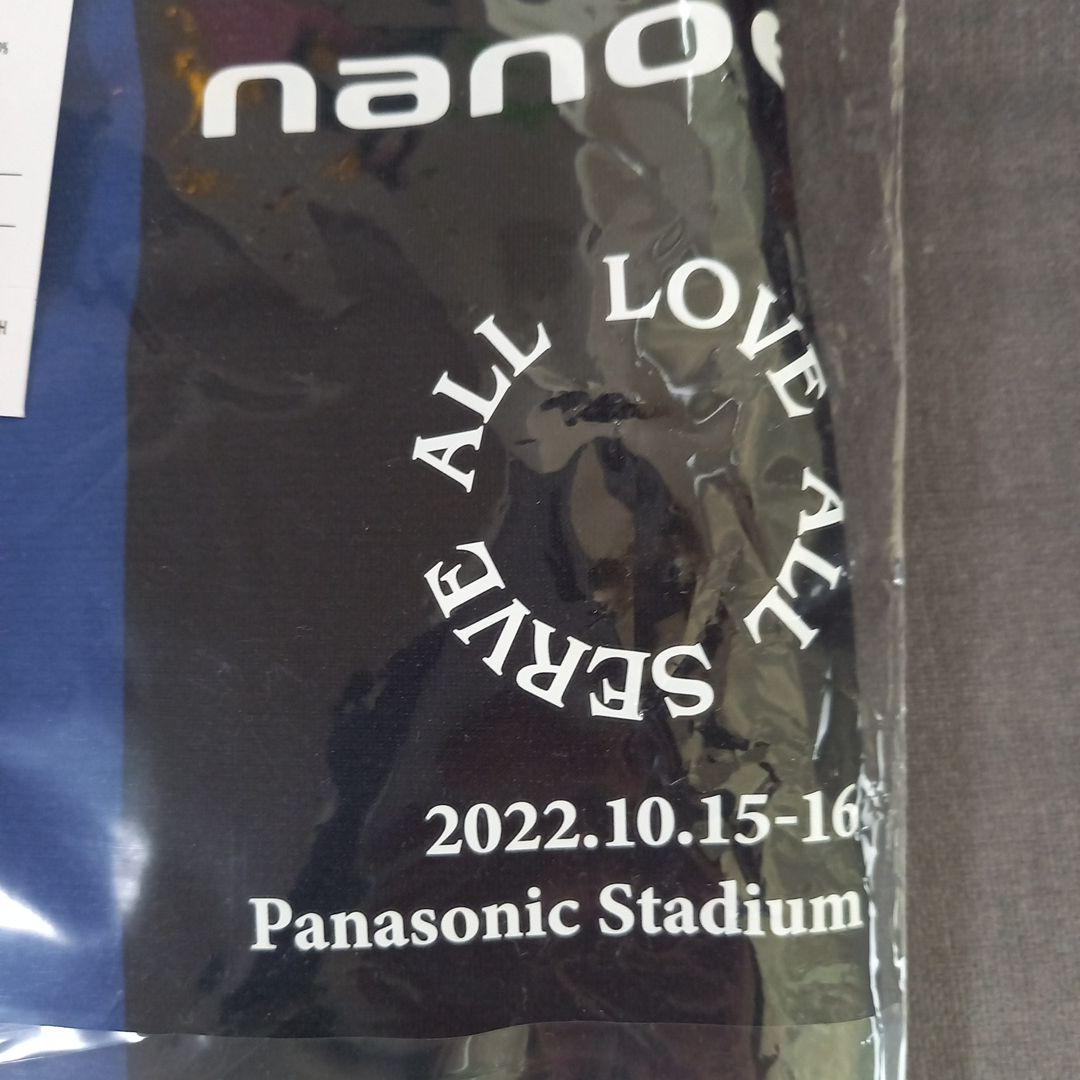 nanoe
LOVE ALL SERVE ALL
2022.10.15-16
Panasonic Stadium